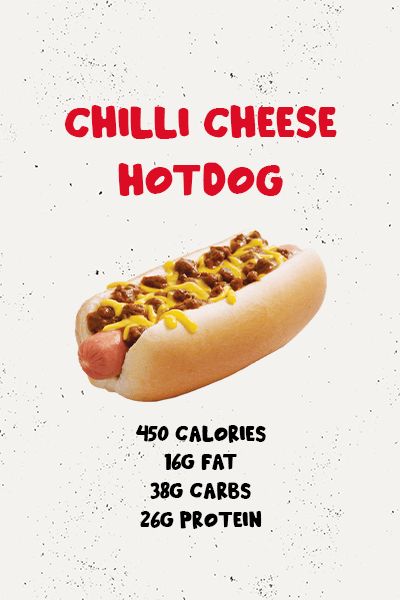 CHILLI CHEESE
HOTDOG
450 CALORIES
16G FAT
38G CARBS
26G PROTEIN